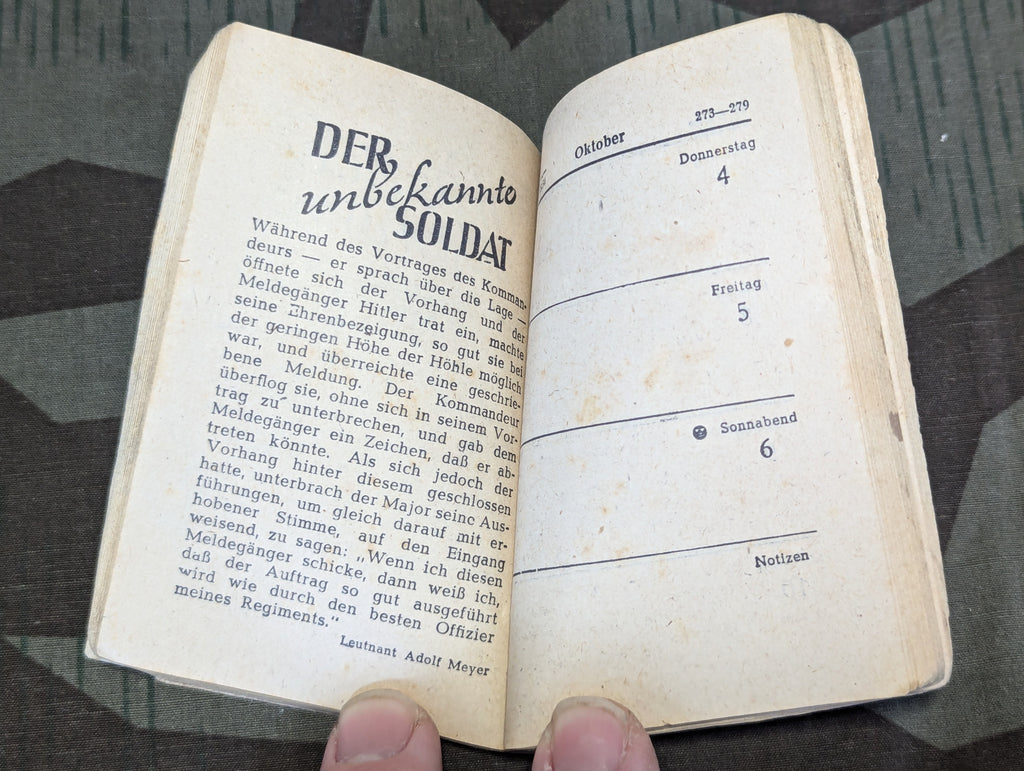 DER
unbekannte
SOLDAT
Während des Vortrages des Komman-
deurs — er sprach über die Lage —
öffnete sich der Vorhang und der
Meldegänger Hitler trat ein, machte
seine Ehrenbezeigung, so gut sie bei
der geringen Höhe der Höhle möglich
war, und überreichte eine geschrie-
bene Meldung. Der Kommandeur
überflog sie, ohne sich in seinem Vor-
trag zu unterbrechen, und gab dem
Meldegänger ein Zeichen, daß er ab-
treten könnte. Als sich jedoch der
Vorhang hinter diesem geschlossen
hatte, unterbrach der Major seine Aus-
führungen, um gleich darauf mit er-
hobener Stimme, auf den Eingang
weisend, zu sagen: „Wenn ich diesen
Meldegänger schicke, dann weiß ich,
daß der Auftrag so gut ausgeführt
wird wie durch den besten Offizier
meines Regiments.“
Leutnant Adolf Meyer
Oktober 273—279
Donnerstag
4
Freitag
5
Sonnabend
6
Notizen